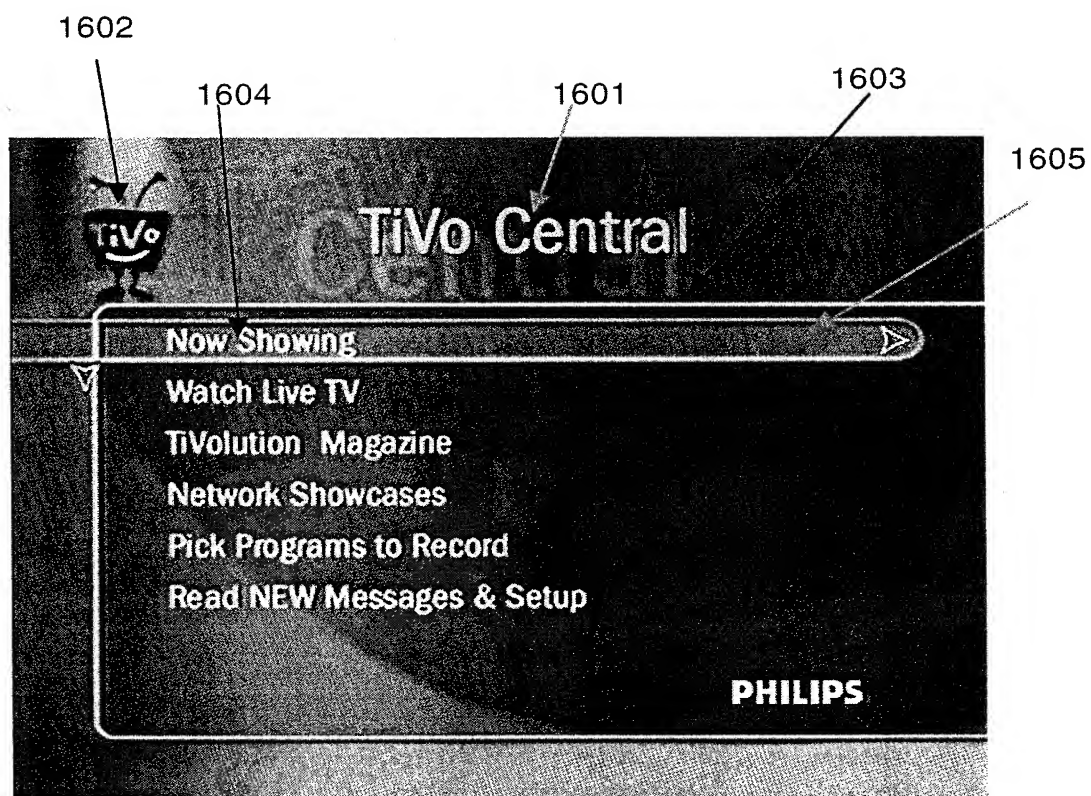 1602
1604
1601
1603
1605
TiVo
TiVo Central
Central
Now Showing
Watch Live TV
TiVolution Magazine
Network Showcases
Pick Programs to Record
Read NEW Messages & Setup
PHILIPS